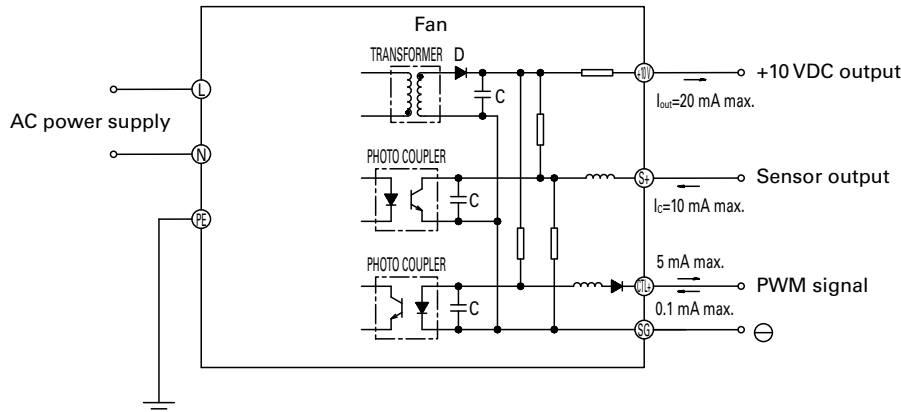 Fan
TRANSFORMER D
+10V
+10 VDC output
C
Iout=20 mA max.
L
AC power supply
N
PHOTO COUPLER
S+
Sensor output
C
IC=10 mA max.
PE
PHOTO COUPLER
5 mA max.
CTL+
PWM signal
C
0.1 mA max.
SG
⊖